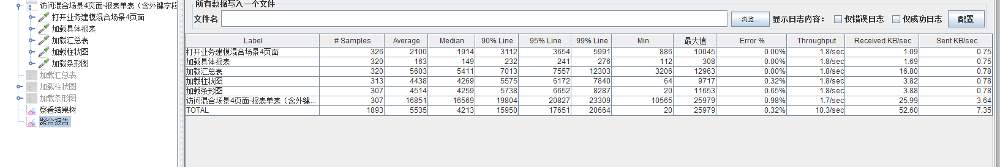 访问混合场景4页面-报表单表（含外键字段
打开业务建模混合场景4页面
加载具体报表
加载汇总表
加载柱状图
加载条形图
加载汇总表
加载柱状图
加载条形图
察看结果树
聚合报告
所有数据写入一个文件
文件名 浏览... 显示日志内容： 仅错误日志 仅成功日志 配置
Label # Samples Average Median 90% Line 95% Line 99% Line Min 最大值 Error % Throughput Received KB/sec Sent KB/sec
打开业务建模混合场景4页面 326 2100 1914 3112 3654 5991 886 10045 0.00% 1.8/sec 1.09 0.75
加载具体报表 320 163 149 232 241 276 112 308 0.00% 1.8/sec 1.69 0.75
加载汇总表 320 5603 5411 7013 7557 12303 3206 12963 0.00% 1.8/sec 16.80 0.78
加载柱状图 313 4438 4269 5575 6172 7840 64 9717 0.32% 1.8/sec 3.82 0.78
加载条形图 307 4514 4259 5738 6652 8287 20 11653 0.65% 1.8/sec 3.88 0.78
访问混合场景4页面-报表单表（含外键... 307 16851 16569 19804 20827 23309 10565 25979 0.98% 1.7/sec 25.99 3.64
TOTAL 1893 5535 4213 15950 17651 20664 20 25979 0.32% 10.3/sec 52.60 7.35